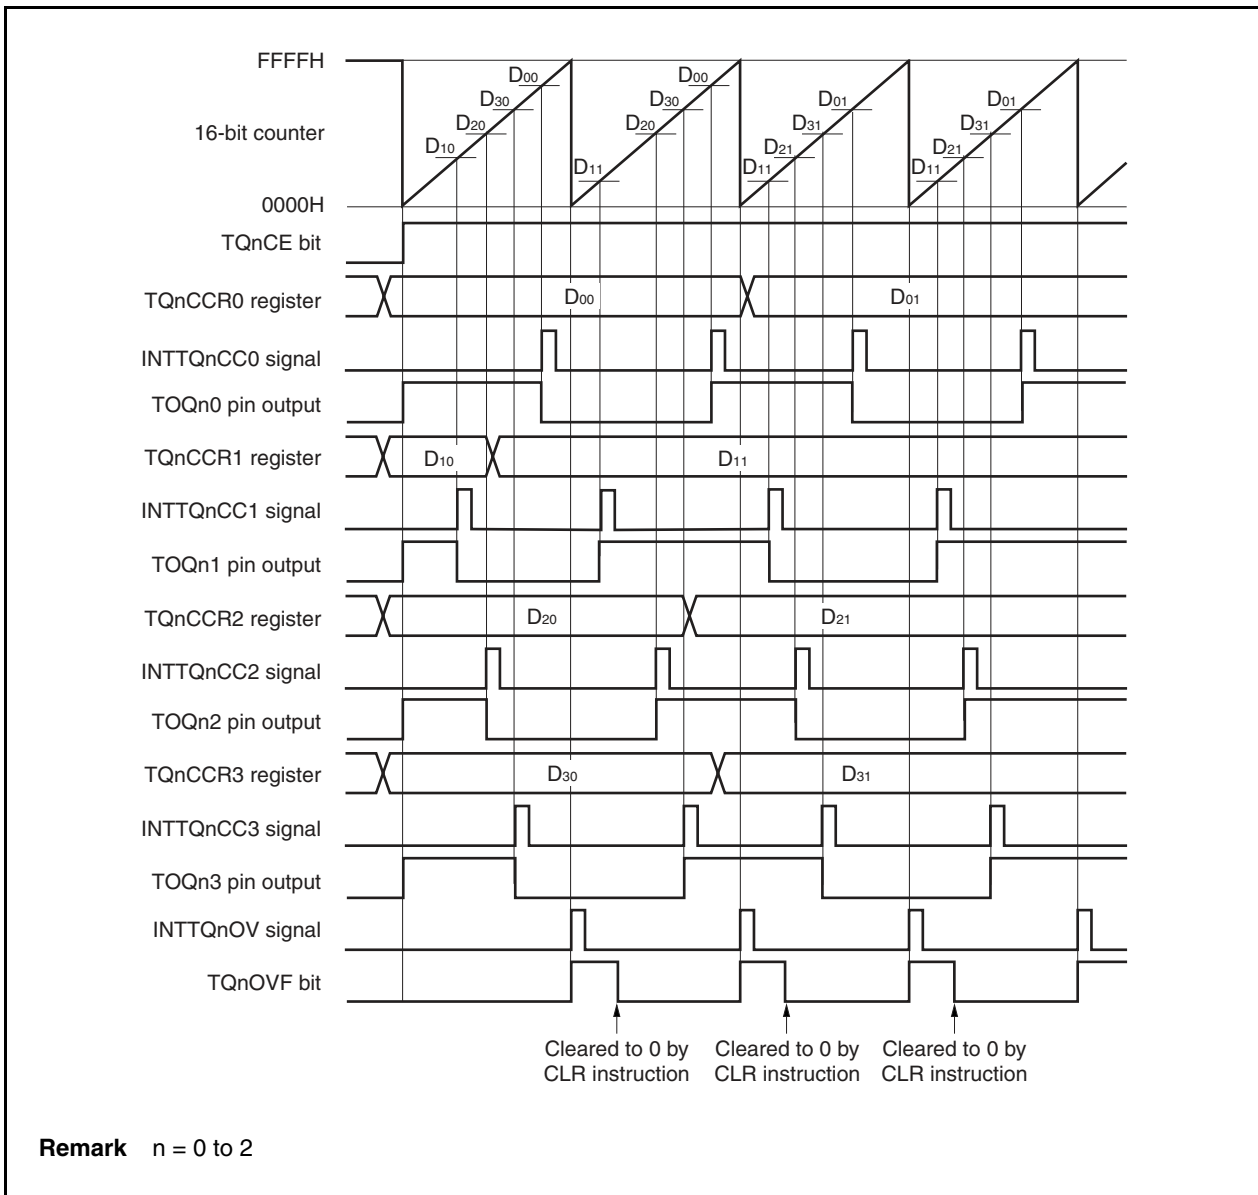 FFFFH
D00
D00
D30
D30
D01
D01
16-bit counter
D20
D20
D31
D31
D10
D21
D21
D11
D11
D11
0000H
TQnCE bit
TQnCCR0 register
D00
D01
INTTQnCC0 signal
TOQn0 pin output
TQnCCR1 register
D10
D11
INTTQnCC1 signal
TOQn1 pin output
TQnCCR2 register
D20
D21
INTTQnCC2 signal
TOQn2 pin output
TQnCCR3 register
D30
D31
INTTQnCC3 signal
TOQn3 pin output
INTTQnOV signal
TQnOVF bit
Cleared to 0 by
CLR instruction
Cleared to 0 by
CLR instruction
Cleared to 0 by
CLR instruction
Remark n = 0 to 2